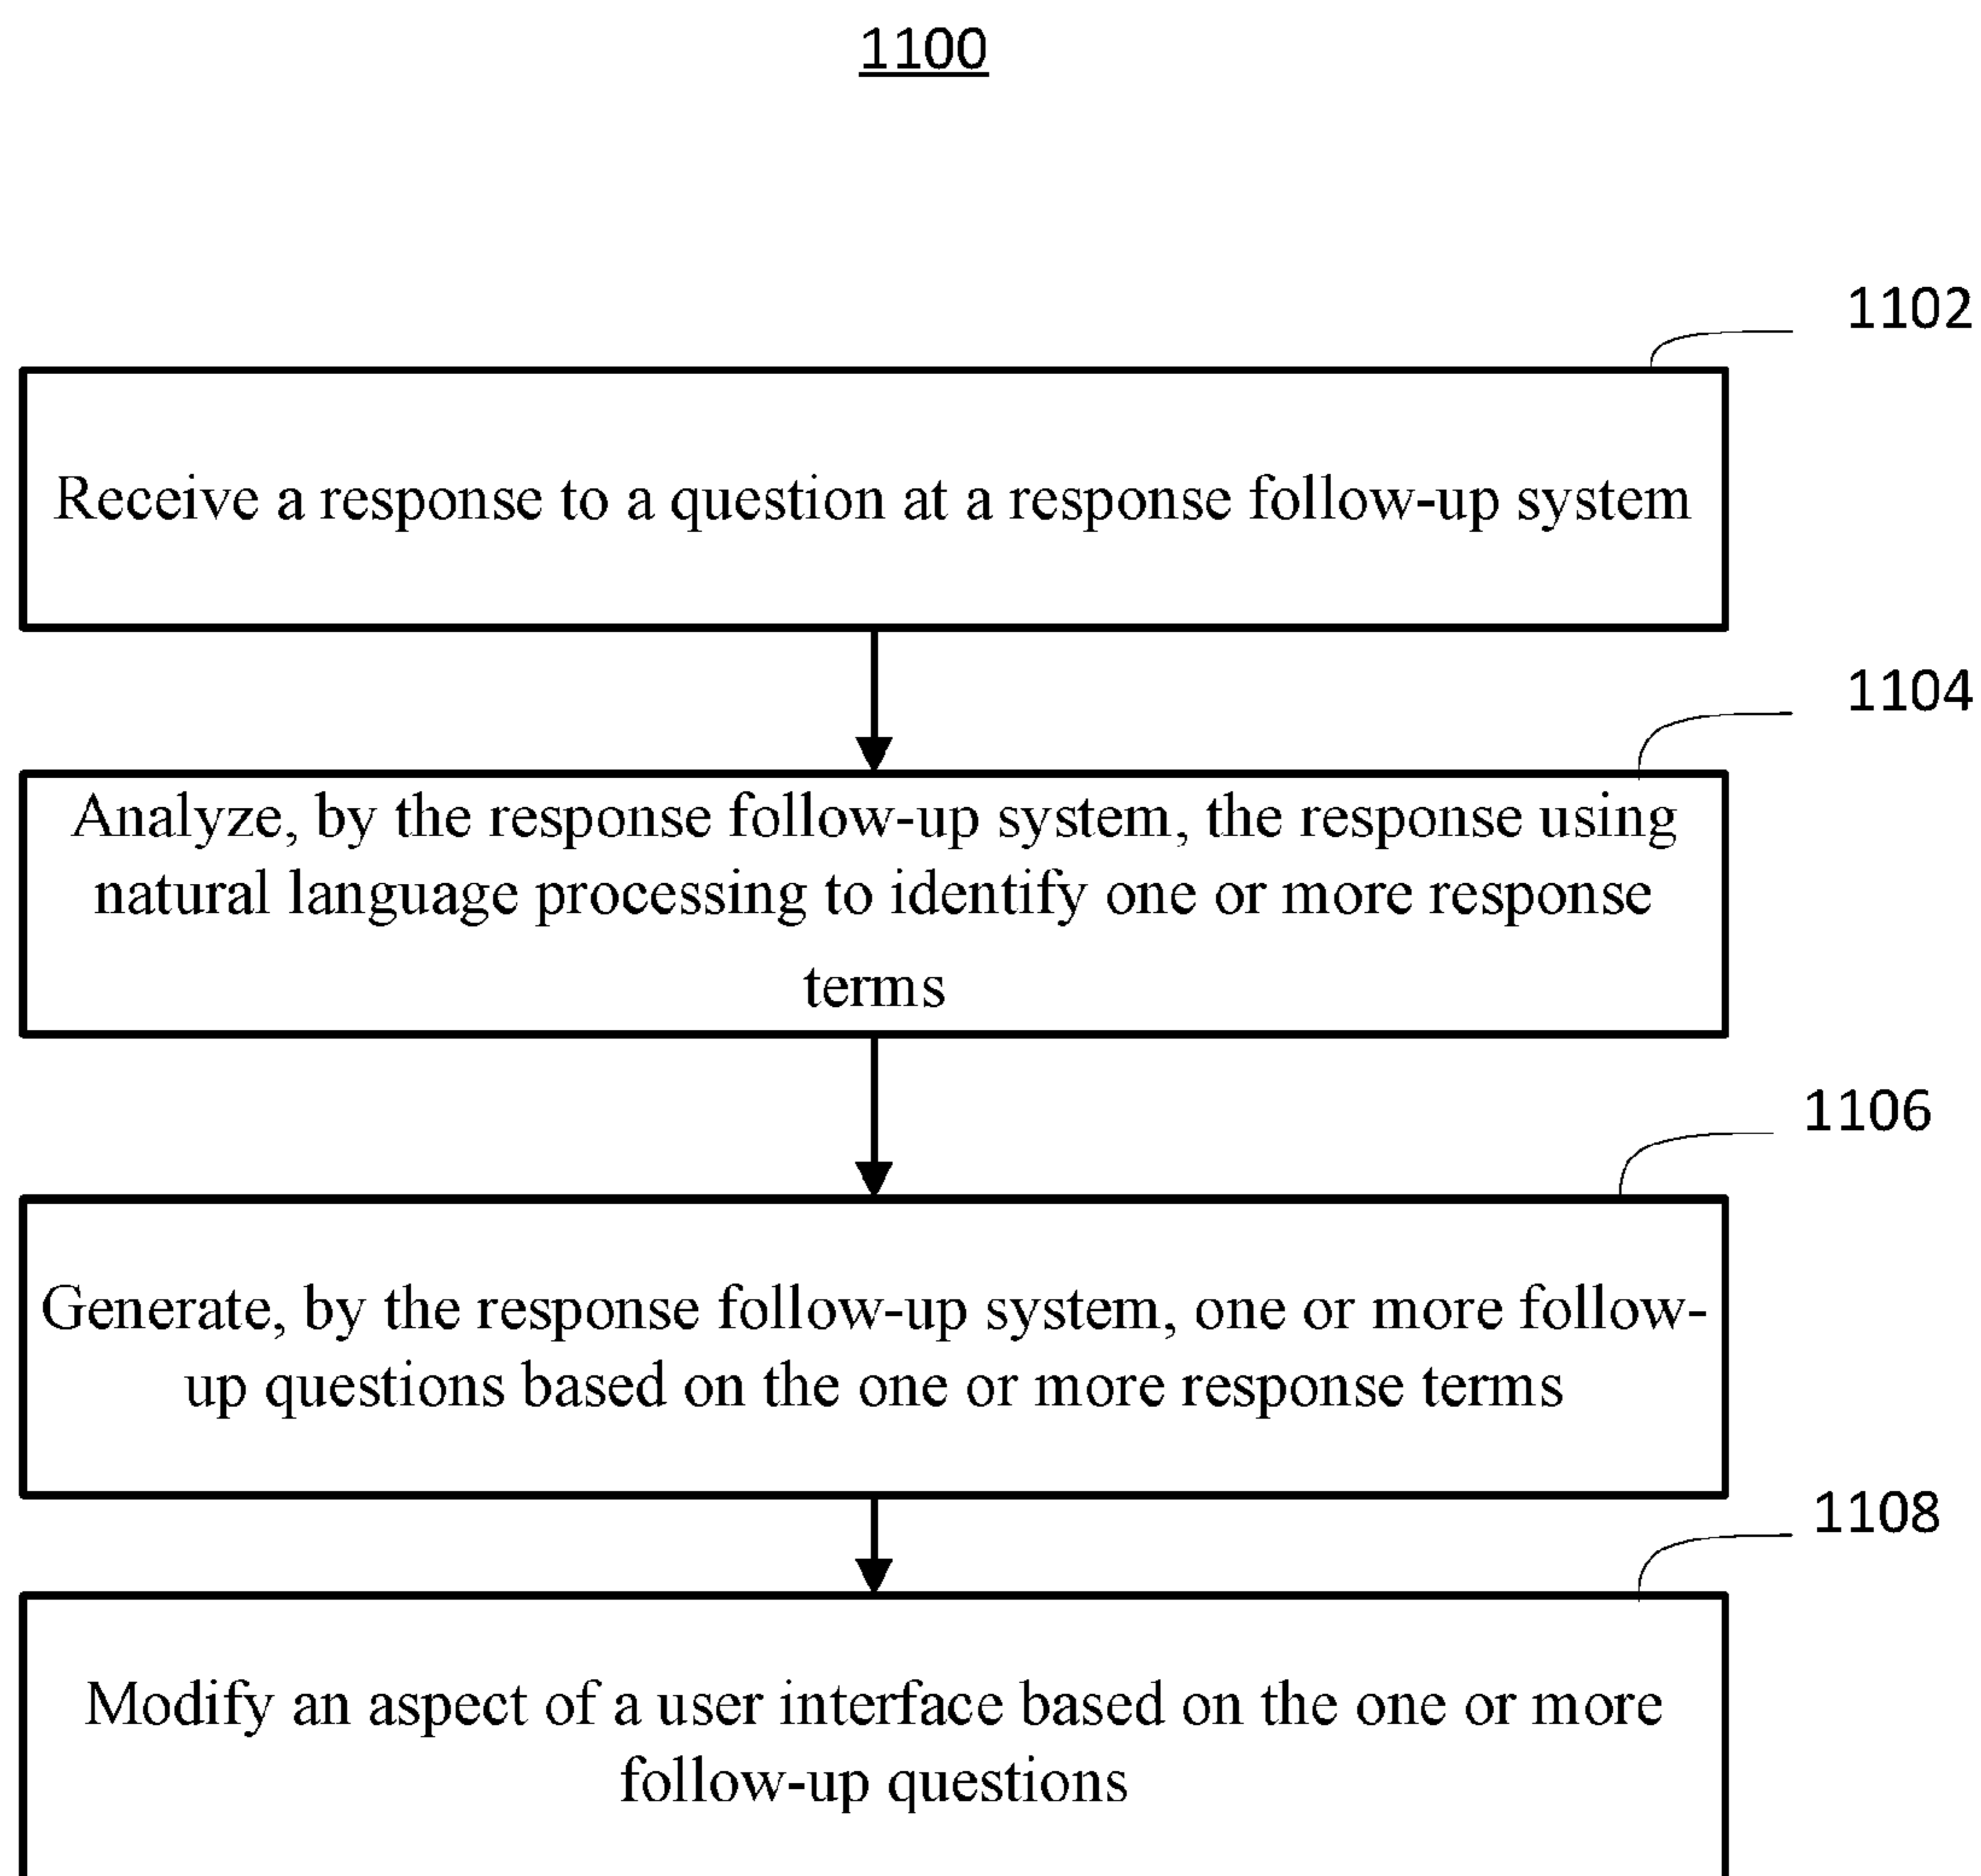 1100
1102
Receive a response to a question at a response follow-up system
1104
Analyze, by the response follow-up system, the response using
natural language processing to identify one or more response
terms
1106
Generate, by the response follow-up system, one or more follow-
up questions based on the one or more response terms
1108
Modify an aspect of a user interface based on the one or more
follow-up questions